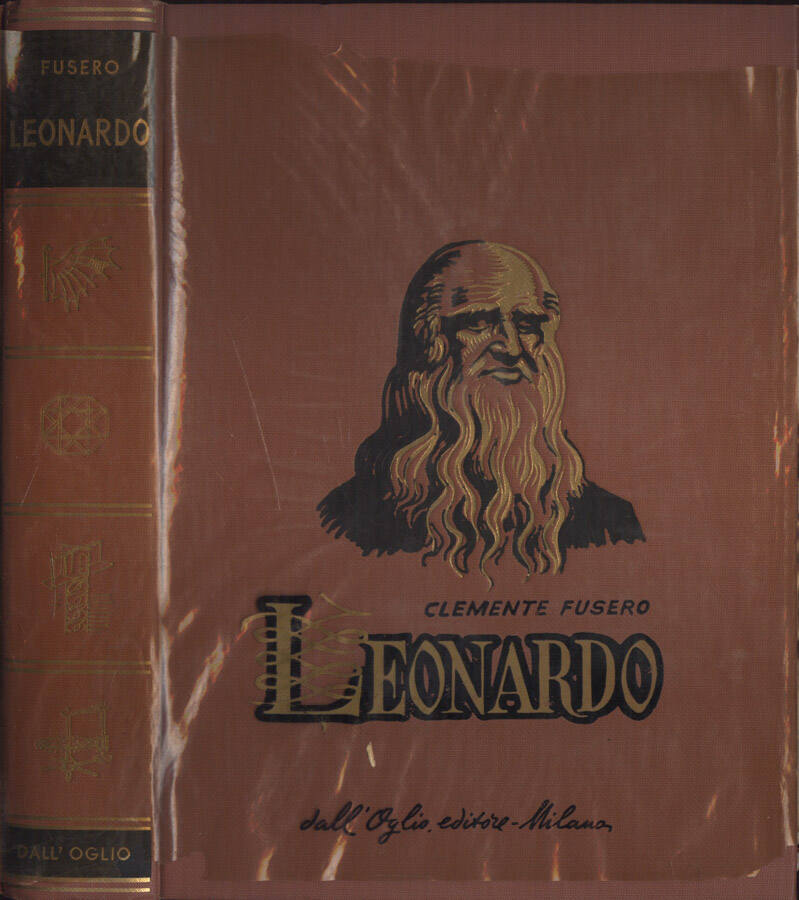 FUSERO
LEONARDO
DALL'OGLIO
CLEMENTE FUSERO
LEONARDO
dall'Oglio, editore - Milano